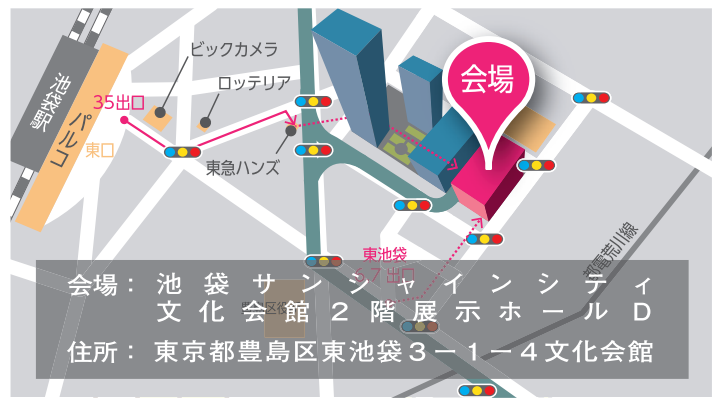 ビックカメラ
ロッテリア
会場
池袋駅
パルコ
35出口
東口
東急ハンズ
東池袋
6.7 出口
都電荒川線
豊島区役
会場： 池袋サンシャインシティ
文化会館２階展示ホールD
住所： 東京都豊島区東池袋３－１－４文化会館